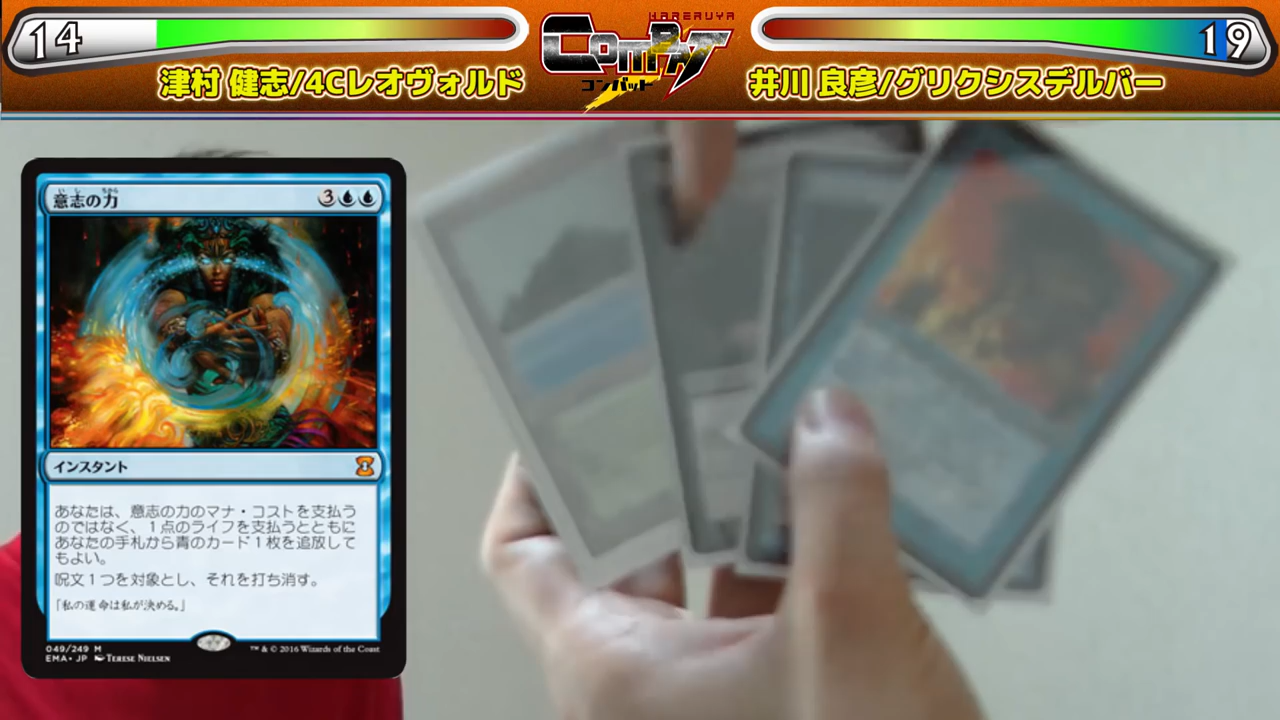 14
HARERUYA
COMPAT
コンバット
19
津村 健志/4Cレオヴォルド
井川 良彦/グリクシスデルバー
いし ちから
意志の力
3
インスタント
あなたは、意志の力のマナ・コストを支払う
のではなく、1点のライフを支払うとともに
あなたの手札から青のカード1枚を追放して
もよい。
呪文1つを対象とし、それを打ち消す。
「私の運命は私が決める。」
049/249 M
EMA • JP TERESE NIELSEN
™ & © 2016 Wizards of the Coast